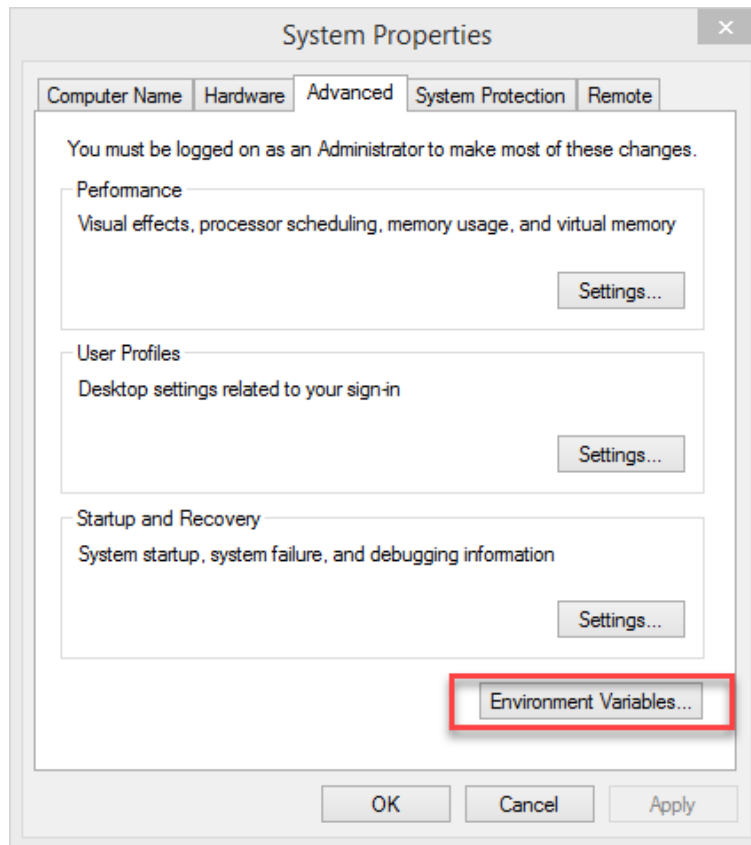 System Properties
Computer Name Hardware Advanced System Protection Remote
You must be logged on as an Administrator to make most of these changes.
Performance
Visual effects, processor scheduling, memory usage, and virtual memory
Settings...
User Profiles
Desktop settings related to your sign-in
Settings...
Startup and Recovery
System startup, system failure, and debugging information
Settings...
Environment Variables...
OK Cancel Apply